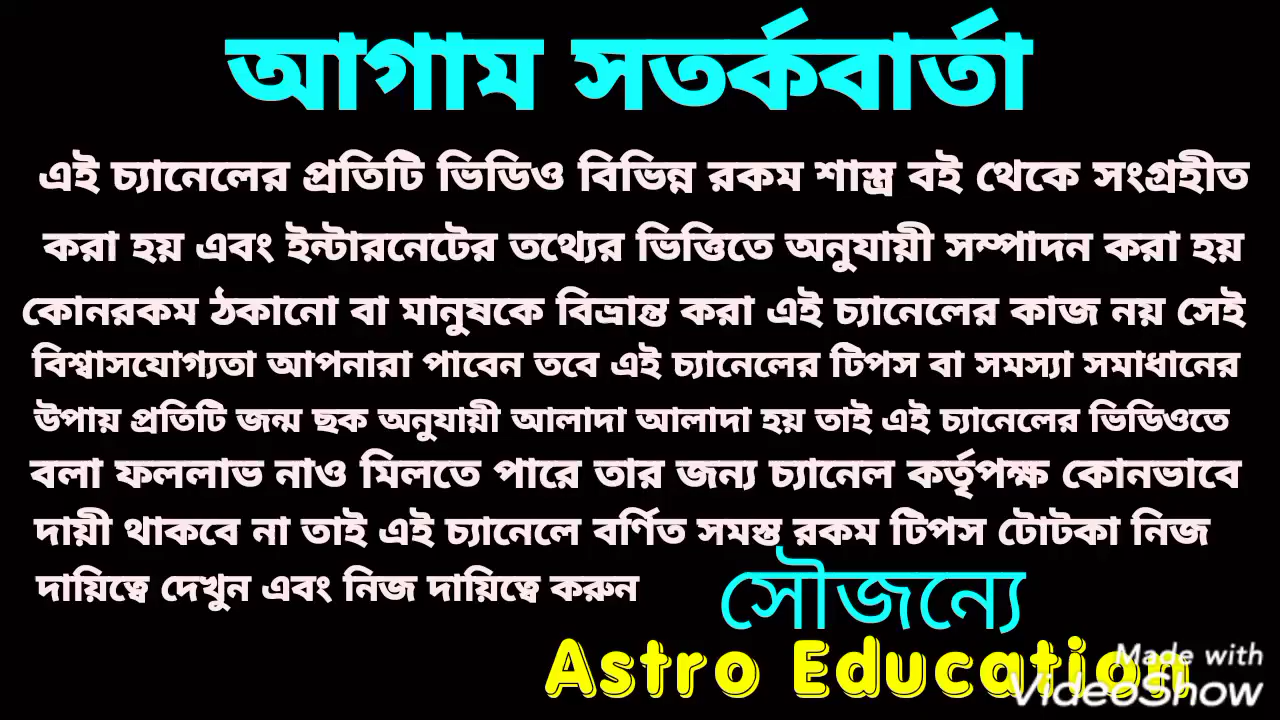 আগাম সতর্কবার্তা
এই চ্যানেলের প্রতিটি ভিডিও বিভিন্ন রকম শাস্ত্র বই থেকে সংগ্রহীত
করা হয় এবং ইন্টারনেটের তথ্যের ভিত্তিতে অনুযায়ী সম্পাদন করা হয়
কোনরকম ঠকানো বা মানুষকে বিভ্রান্ত করা এই চ্যানেলের কাজ নয় সেই
বিশ্বাসযোগ্যতা আপনারা পাবেন তবে এই চ্যানেলের টিপস বা সমস্যা সমাধানের
উপায় প্রতিটি জন্ম ছক অনুযায়ী আলাদা আলাদা হয় তাই এই চ্যানেলের ভিডিওতে
বলা ফললাভ নাও মিলতে পারে তার জন্য চ্যানেল কর্তৃপক্ষ কোনভাবে
দায়ী থাকবে না তাই এই চ্যানেলে বর্ণিত সমস্ত রকম টিপস টোটকা নিজ
দায়িত্বে দেখুন এবং নিজ দায়িত্বে করুন
সৌজন্যে
Astro Education
Made with
VideoShow